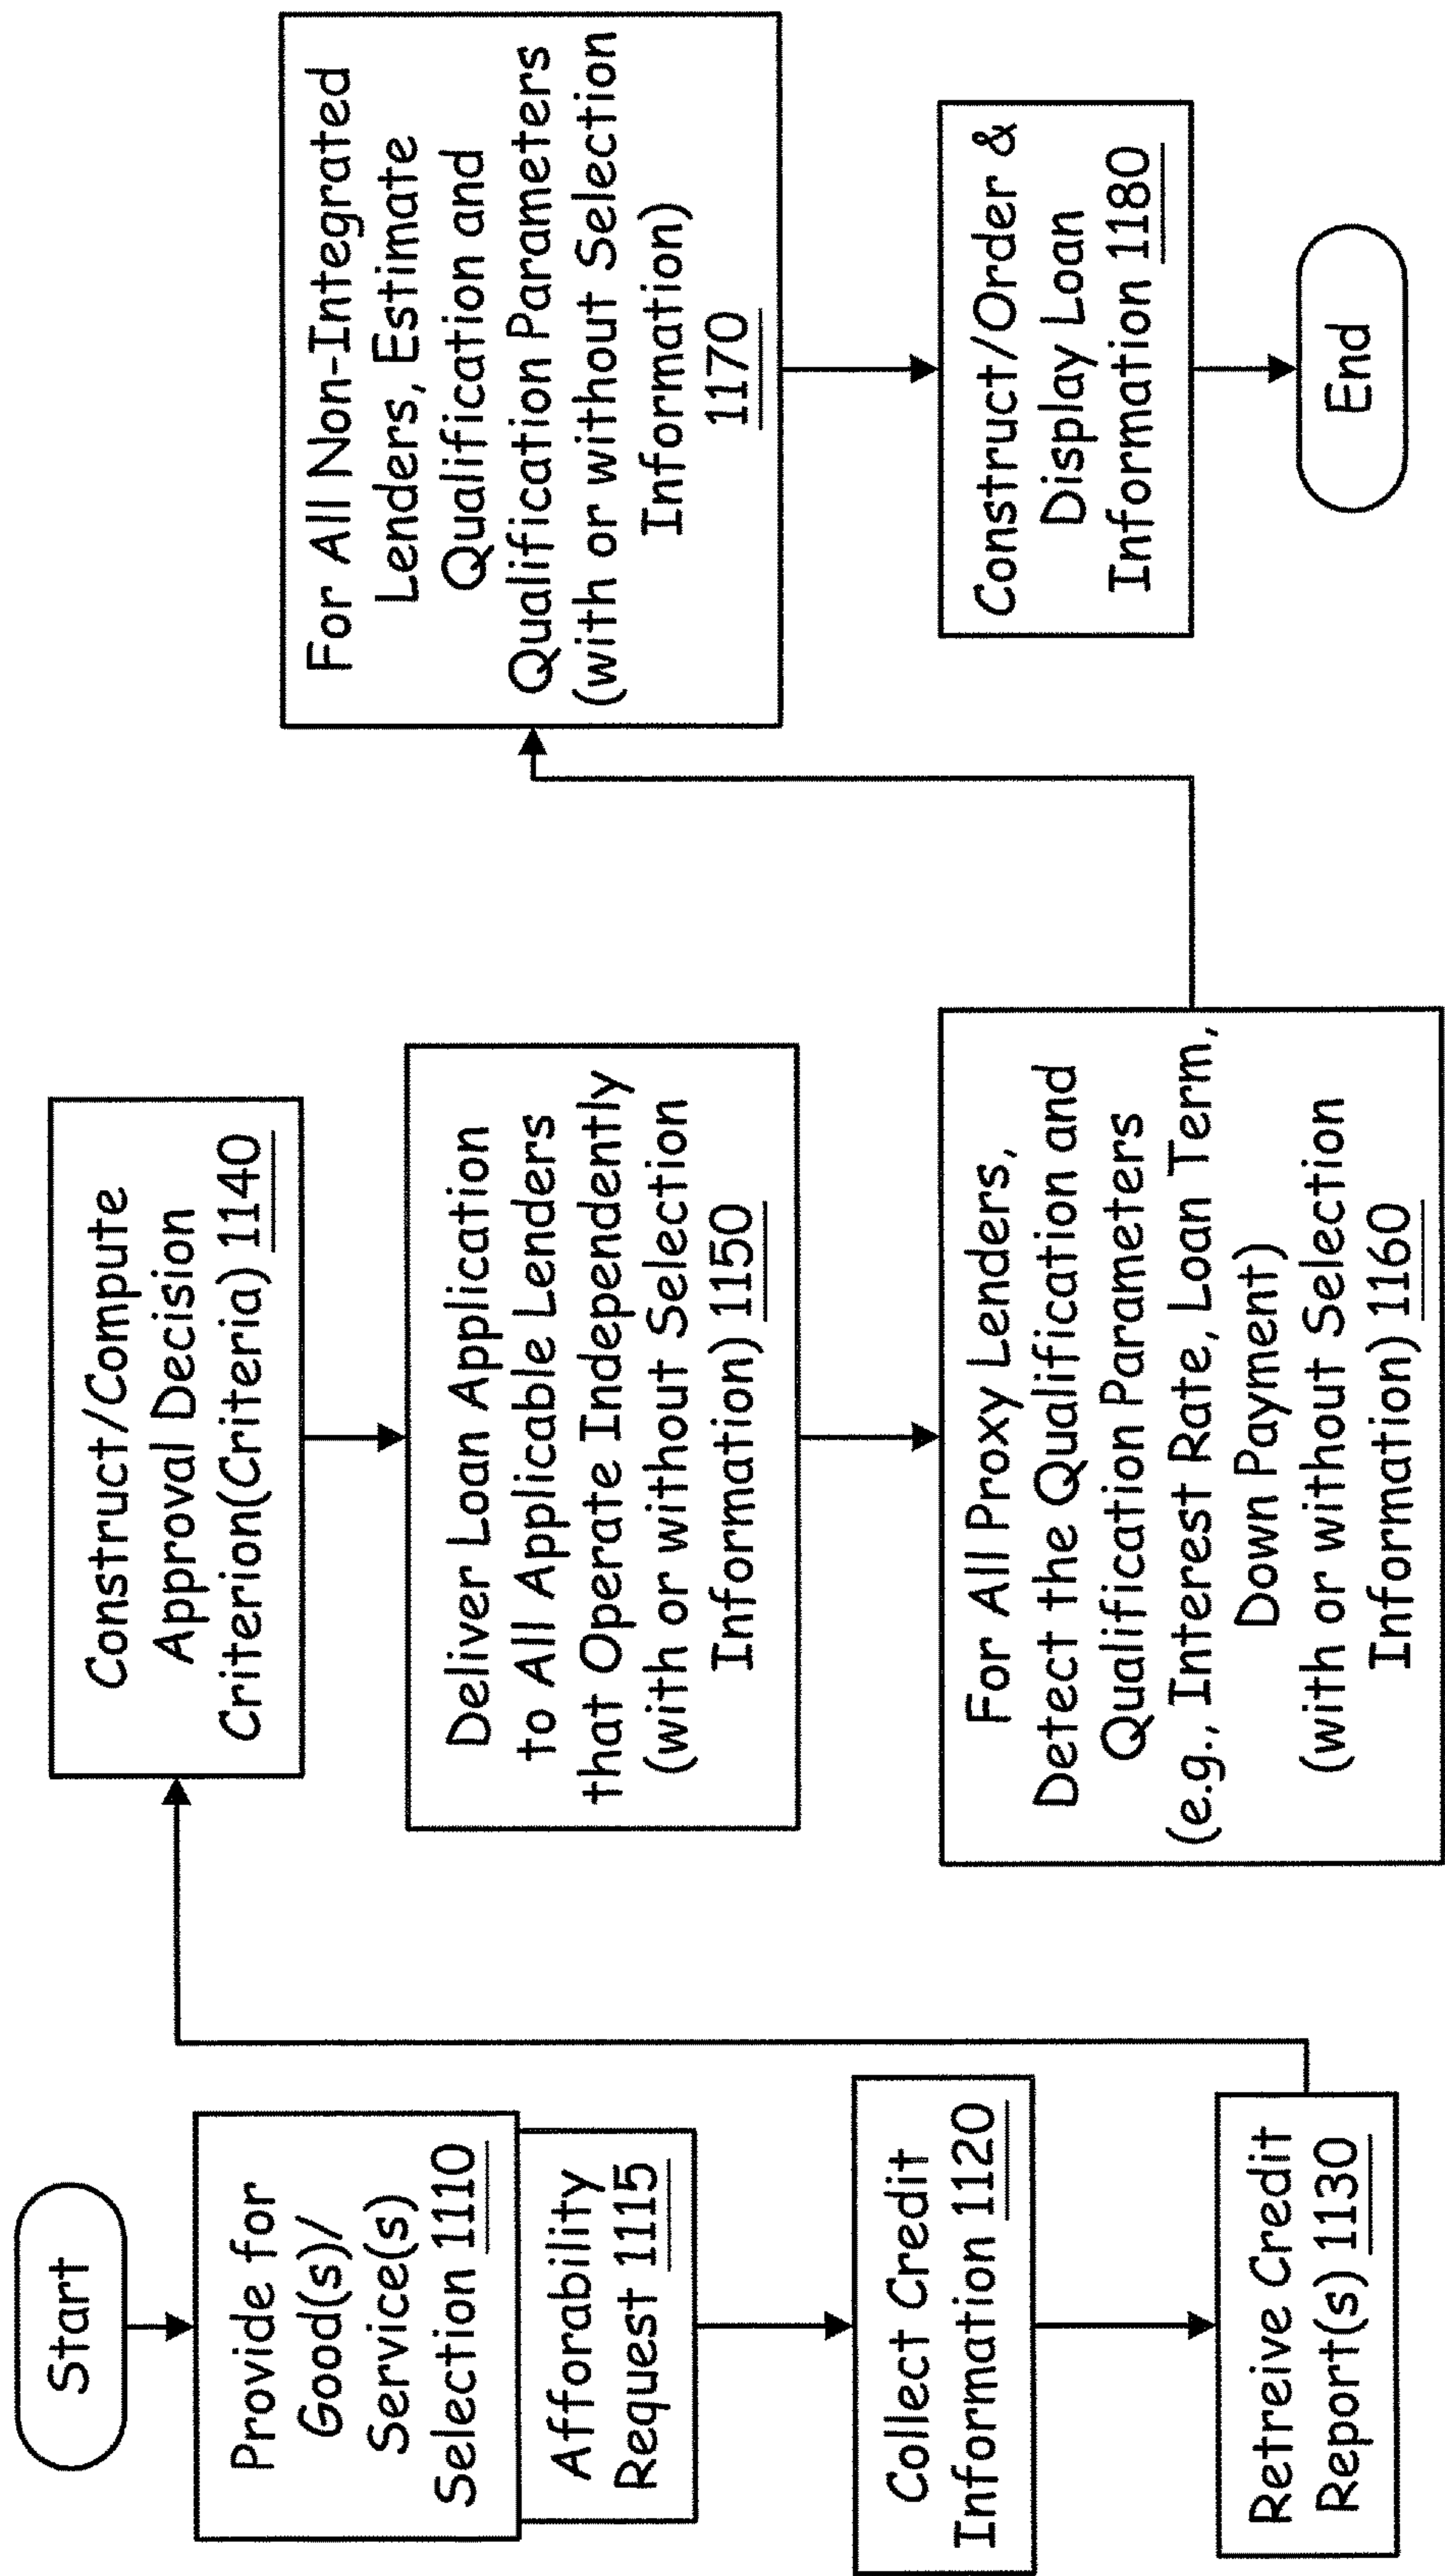 Start
Provide for
Good(s)/
Service(s)
Selection 1110
Afforability
Request 1115
Collect Credit
Information 1120
Retreive Credit
Report(s) 1130
Construct/Compute
Approval Decision
Criterion(Criteria) 1140
Deliver Loan Application
to All Applicable Lenders
that Operate Independently
(with or without Selection
Information) 1150
For All Proxy Lenders,
Detect the Qualification and
Qualification Parameters
(e.g., Interest Rate, Loan Term,
Down Payment)
(with or without Selection
Information) 1160
For All Non-Integrated
Lenders, Estimate
Qualification and
Qualification Parameters
(with or without Selection
Information)
1170
Construct/Order &
Display Loan
Information 1180
End